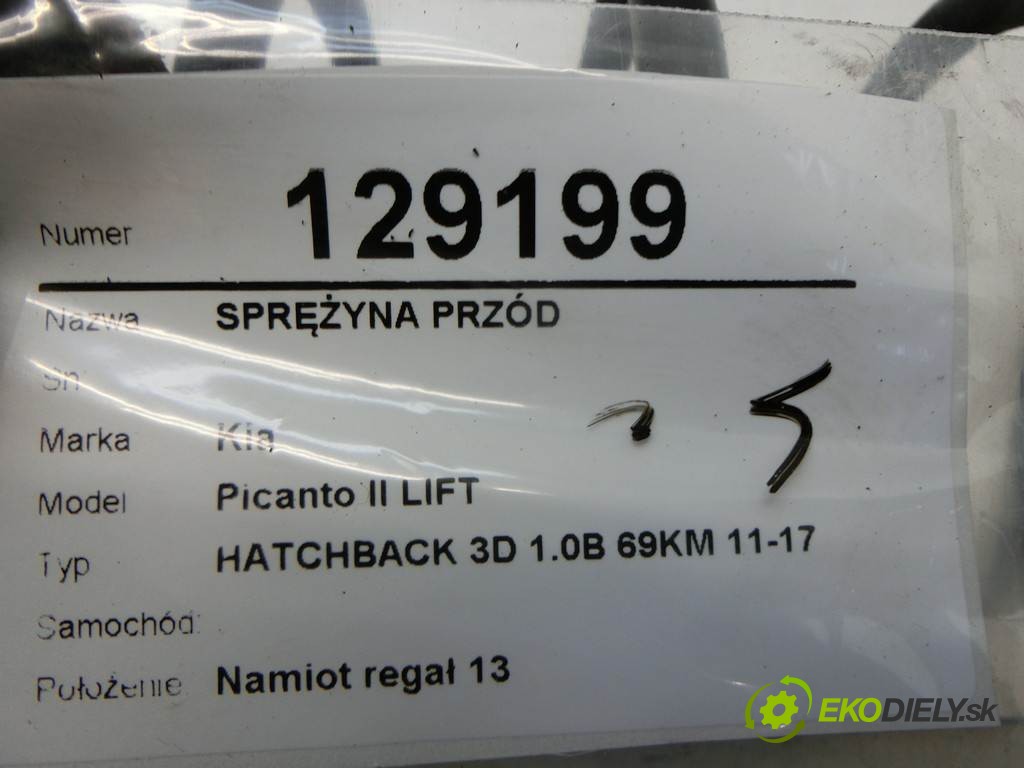 Numer 129199
Nazwa SPRĘŻYNA PRZÓD
Sn
Marka Kia
Model Picanto II LIFT
Typ HATCHBACK 3D 1.0B 69KM 11-17
Samochód:
Położenie Namiot regał 13
EKODIELY.sk